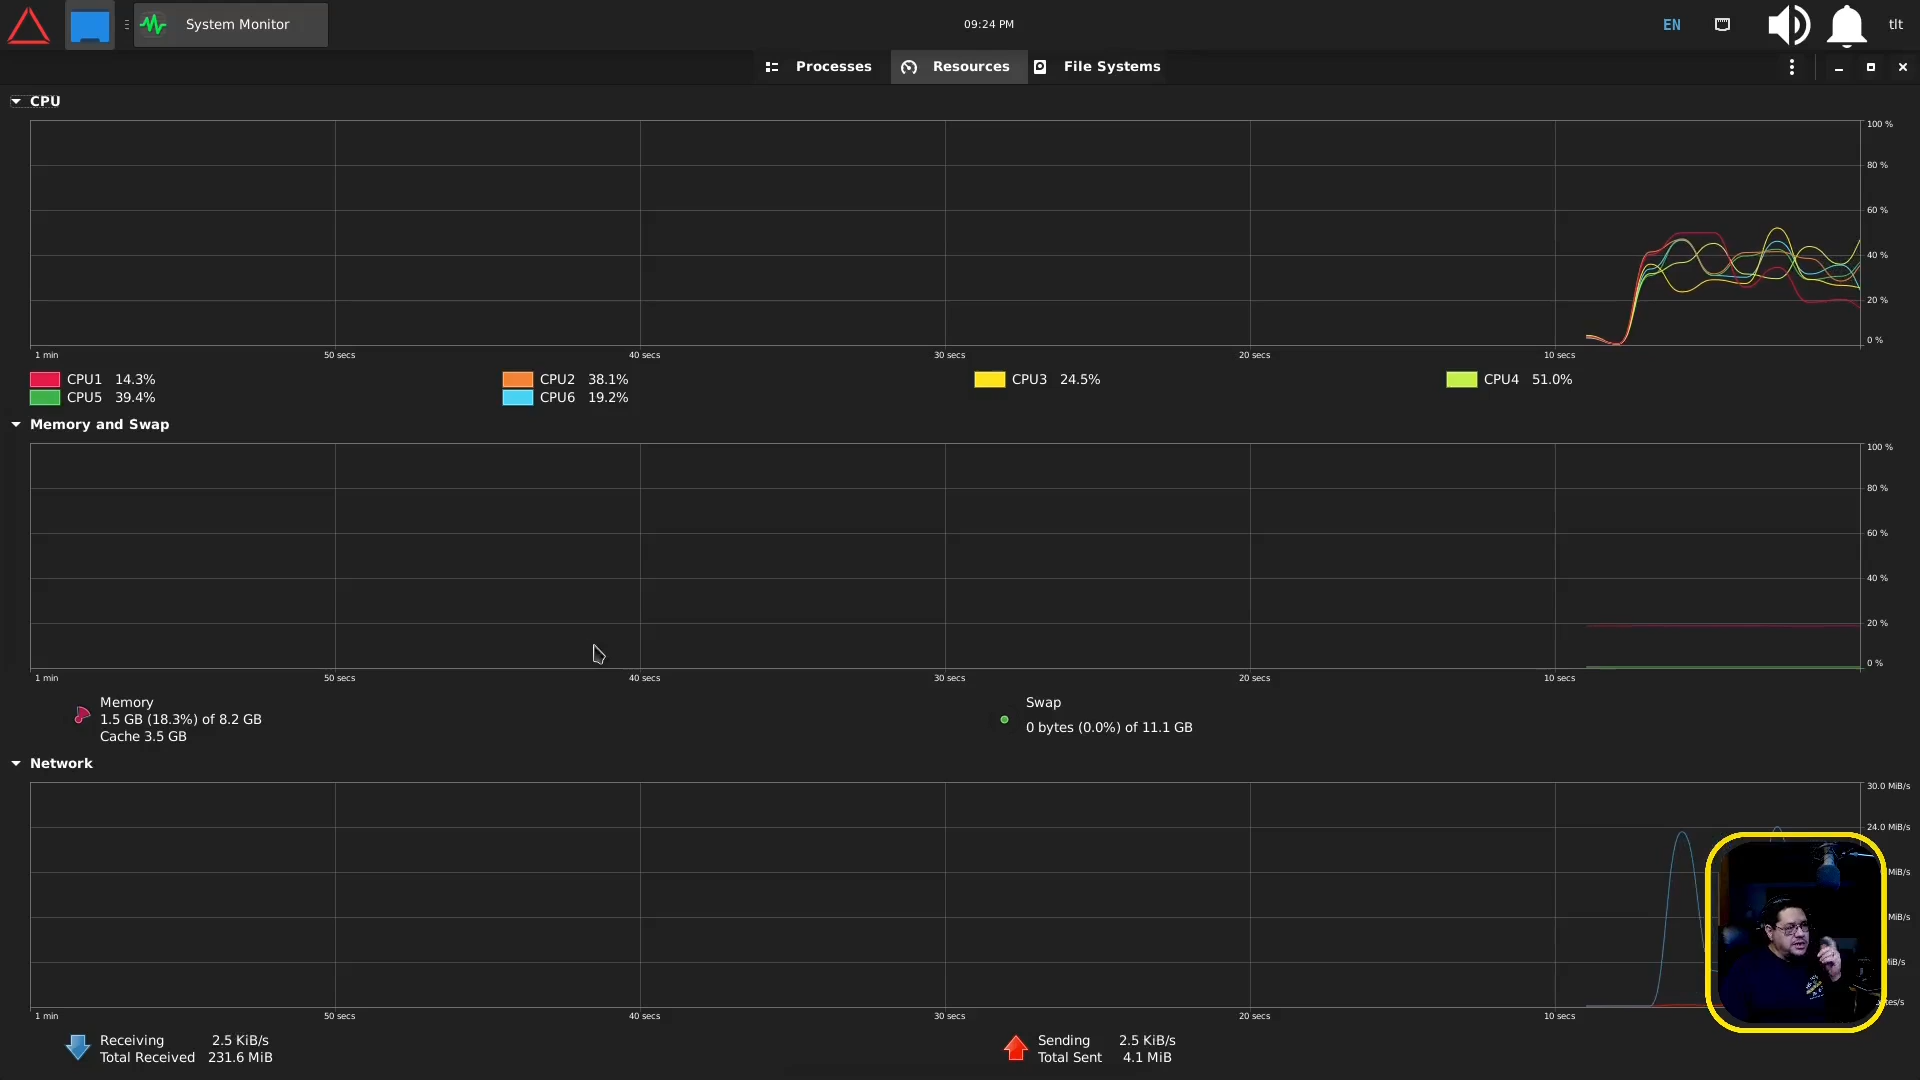 System Monitor
09:24 PM
EN
tlt
Processes
Resources
File Systems
CPU
100 %
80 %
60 %
40 %
20 %
0 %
1 min 50 secs 40 secs 30 secs 20 secs 10 secs
CPU1 14.3% CPU2 38.1% CPU3 24.5% CPU4 51.0%
CPU5 39.4% CPU6 19.2%
Memory and Swap
100 %
80 %
60 %
40 %
20 %
0 %
1 min 50 secs 40 secs 30 secs 20 secs 10 secs
Memory
1.5 GB (18.3%) of 8.2 GB
Cache 3.5 GB
Swap
0 bytes (0.0%) of 11.1 GB
Network
30.0 MiB/s
24.0 MiB/s
MiB/s
MiB/s
MiB/s
1 min 50 secs 40 secs 30 secs 20 secs 10 secs
Receiving 2.5 KiB/s
Total Received 231.6 MiB
Sending 2.5 KiB/s
Total Sent 4.1 MiB